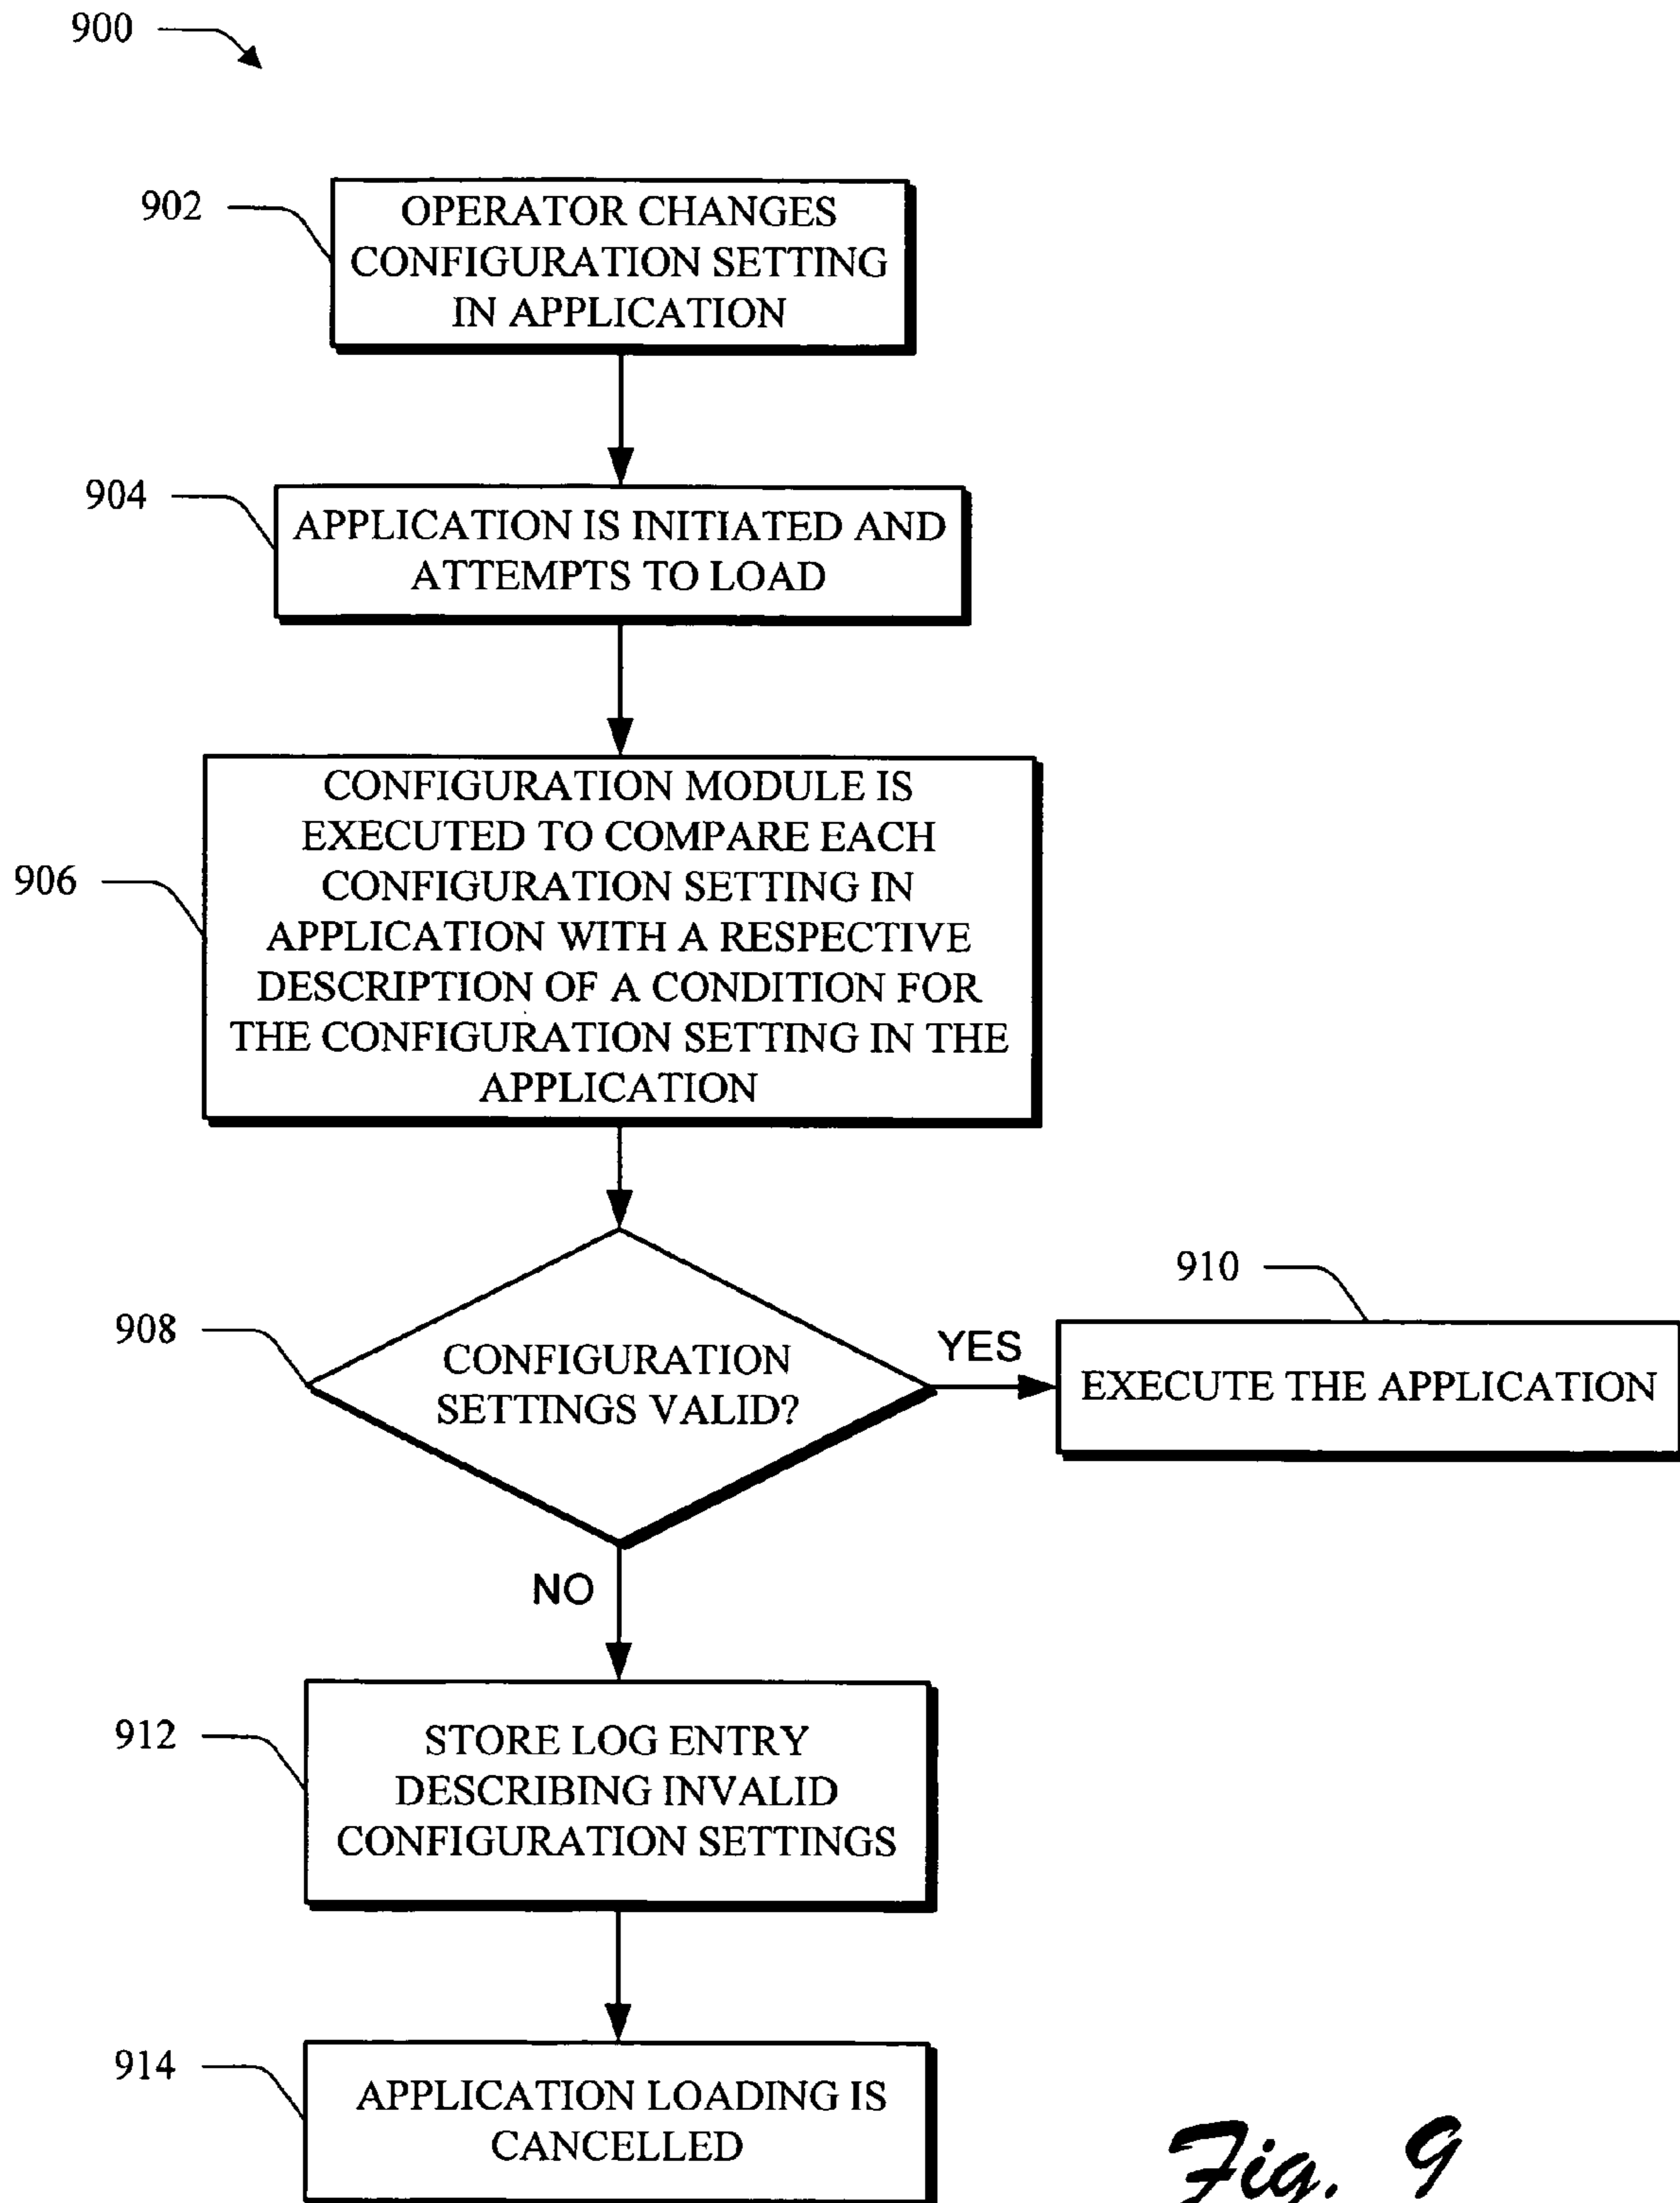 900
902
OPERATOR CHANGES
CONFIGURATION SETTING
IN APPLICATION
904
APPLICATION IS INITIATED AND
ATTEMPTS TO LOAD
906
CONFIGURATION MODULE IS
EXECUTED TO COMPARE EACH
CONFIGURATION SETTING IN
APPLICATION WITH A RESPECTIVE
DESCRIPTION OF A CONDITION FOR
THE CONFIGURATION SETTING IN THE
APPLICATION
908
CONFIGURATION
SETTINGS VALID?
YES
910
EXECUTE THE APPLICATION
NO
912
STORE LOG ENTRY
DESCRIBING INVALID
CONFIGURATION SETTINGS
914
APPLICATION LOADING IS
CANCELLED
Fig. 9